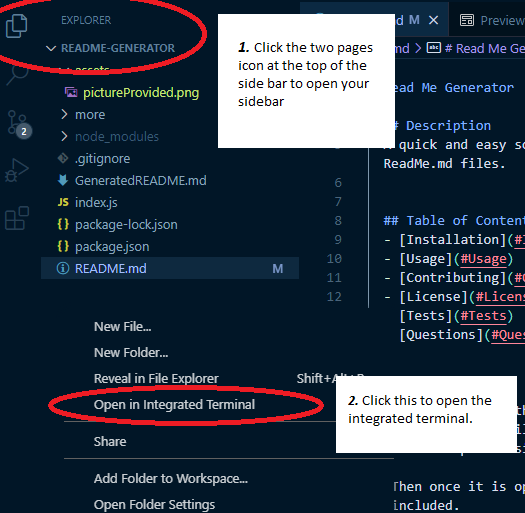 EXPLORER
README-GENERATOR
assets
pictureProvided.png
more
node_modules
.gitignore
GeneratedREADME.md
JS index.js
{} package-lock.json
{} package.json
README.md M
2
New File...
New Folder...
Reveal in File Explorer Shift+Alt+R
Open in Integrated Terminal
Share
Add Folder to Workspace...
Open Folder Settings
1. Click the two pages
icon at the top of the
side bar to open your
sidebar
2. Click this to open the
integrated terminal.
Preview
md > # Read Me Ge
ead Me Generator
# Description
quick and easy so
ReadMe.md files.
6
7
8 ## Table of Content
9 - [Installation](#I
10 - [Usage](#Usage)
11 - [Contributing](#C
12 - [License](#Licens
[Tests](#Tests)
[Questions](#Ques
Then once it is op
included.